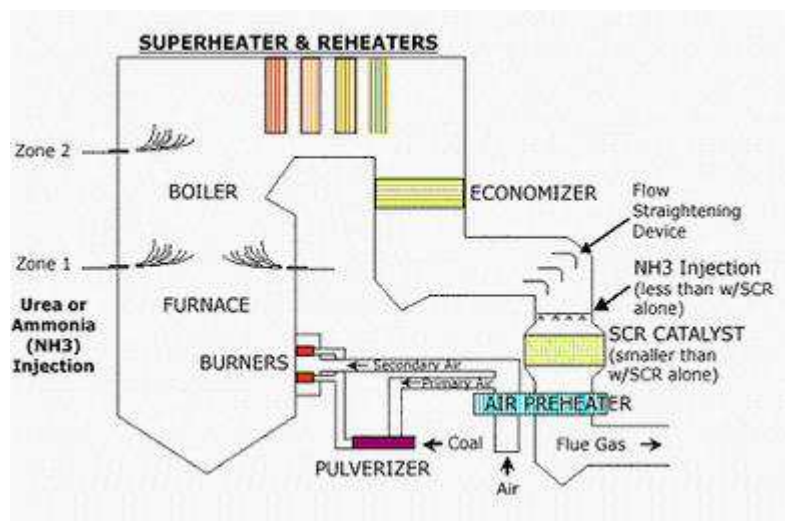 SUPERHEATER & REHEATERS
Zone 2
BOILER
ECONOMIZER
Flow
Straightening
Device
Zone 1
NH3 Injection
(less than w/SCR
alone)
Urea or
Ammonia
(NH3)
Injection
FURNACE
SCR CATALYST
(smaller than
w/SCR alone)
BURNERS
Secondary Air
Primary Air
AIR PREHEATER
Coal
Flue Gas
PULVERIZER
Air